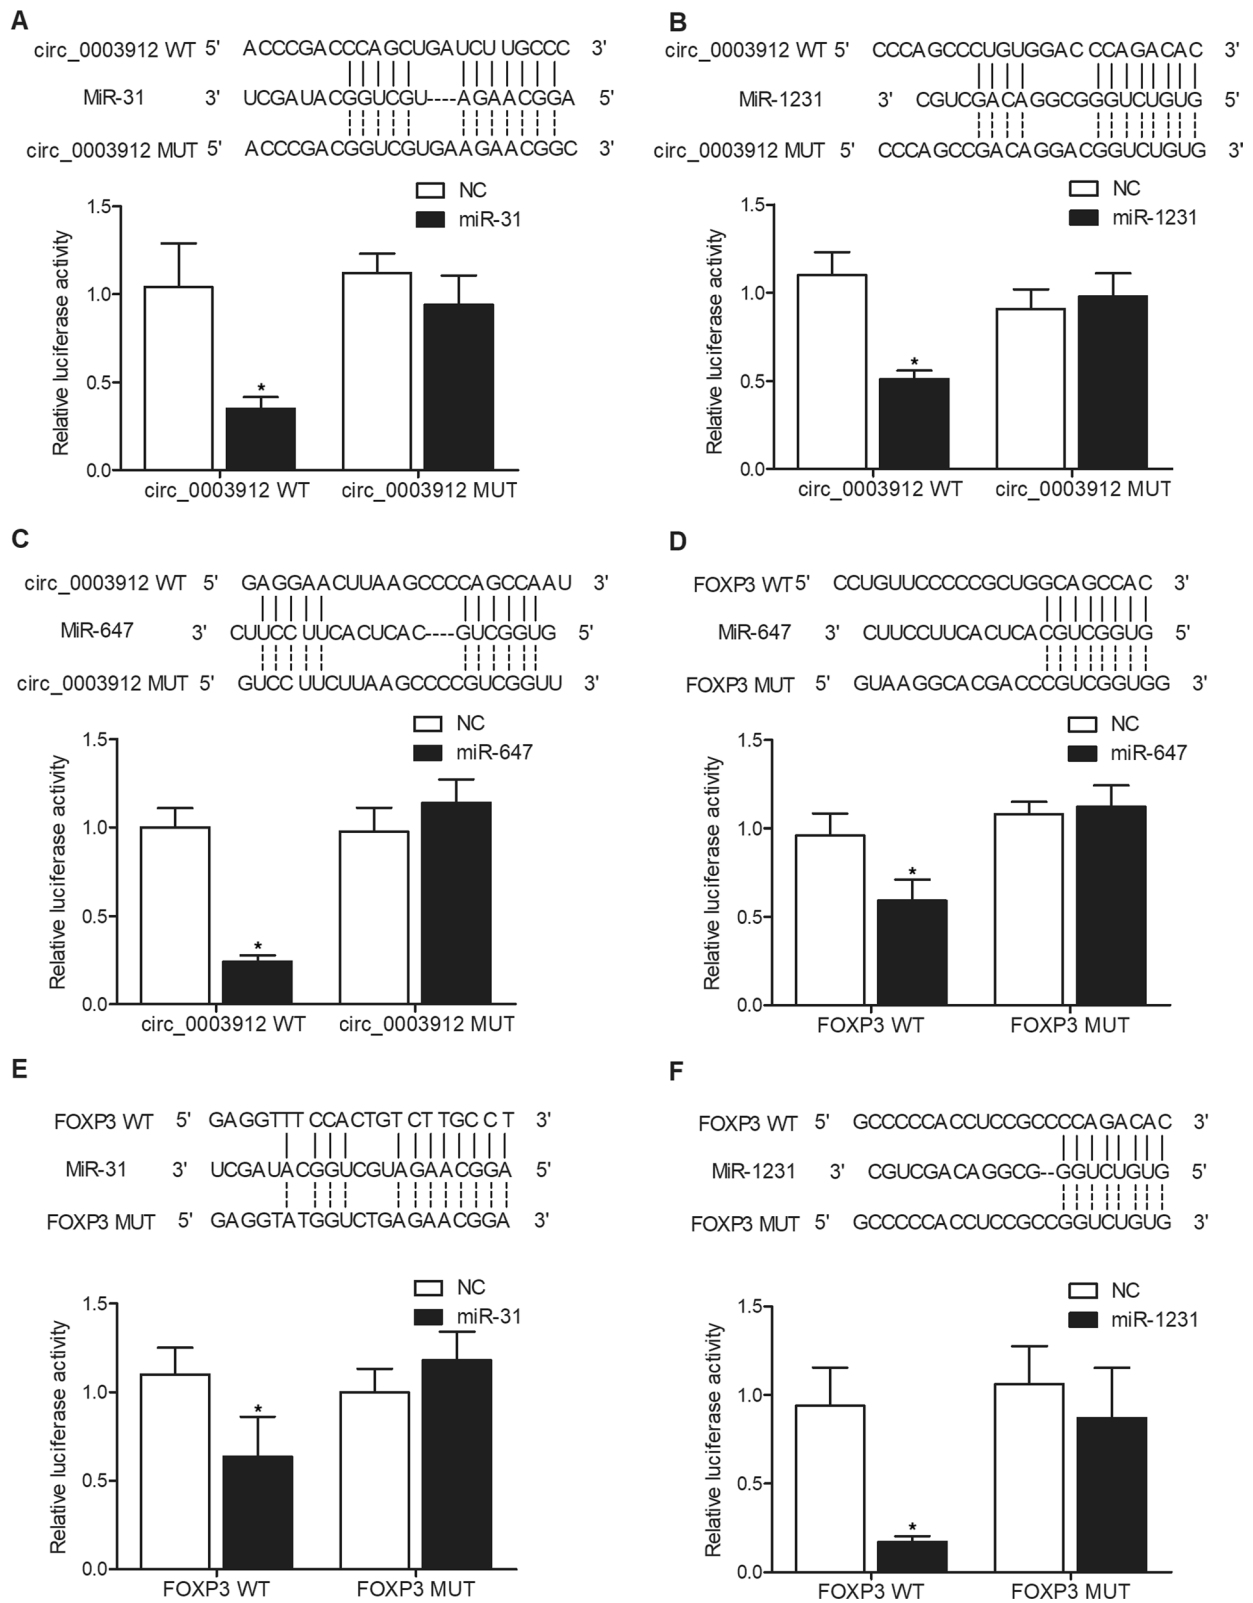 A
circ_0003912 WT 5' ACCCGACCCAGCUGAUCUUGCCC 3'
MiR-31 3' UCGAUACGGUCGU----AGAACGGA 5'
circ_0003912 MUT 5' ACCCGACGGUCGUGAAGAACGGC 3'
NC
miR-31
Relative luciferase activity
1.5
1.0
0.5
0.0
*
circ_0003912 WT circ_0003912 MUT
B
circ_0003912 WT 5' CCCAGCCCUGUGGAC CCAGACAC 3'
MiR-1231 3' CGUCGACAGGCGGGUCUGUG 5'
circ_0003912 MUT 5' CCCAGCCGACAGGACGGUCUGUG 3'
NC
miR-1231
Relative luciferase activity
1.5
1.0
0.5
0.0
*
circ_0003912 WT circ_0003912 MUT
C
circ_0003912 WT 5' GAGGAACUUAAGCCCCAGCCAAU 3'
MiR-647 3' CUUCC UUCACUCAC----GUCGGUG 5'
circ_0003912 MUT 5' GUCC UUCUUAAGCCCCGUCGGUU 3'
NC
miR-647
Relative luciferase activity
1.5
1.0
0.5
0.0
*
circ_0003912 WT circ_0003912 MUT
D
FOXP3 WT 5' CCUGUUCCCCCGCUGGCAGCCAC 3'
MiR-647 3' CUUCCUUCACUCACGUCGGUG 5'
FOXP3 MUT 5' GUAAGGCACGACCCGUCGGUGG 3'
NC
miR-647
Relative luciferase activity
1.5
1.0
0.5
0.0
*
FOXP3 WT FOXP3 MUT
E
FOXP3 WT 5' GAGGTTT CCACTGT CT TGCC T 3'
MiR-31 3' UCGAUACGGUCGUAGAACGGA 5'
FOXP3 MUT 5' GAGGTATGGUCTGAGAACGGA 3'
NC
miR-31
Relative luciferase activity
1.5
1.0
0.5
0.0
*
FOXP3 WT FOXP3 MUT
F
FOXP3 WT 5' GCCCCCACCUCCGCCCCAGACAC 3'
MiR-1231 3' CGUCGACAGGCG--GGUCUGUG 5'
FOXP3 MUT 5' GCCCCCACCUCCGCCGGUCUGUG 3'
NC
miR-1231
Relative luciferase activity
1.5
1.0
0.5
0.0
*
FOXP3 WT FOXP3 MUT